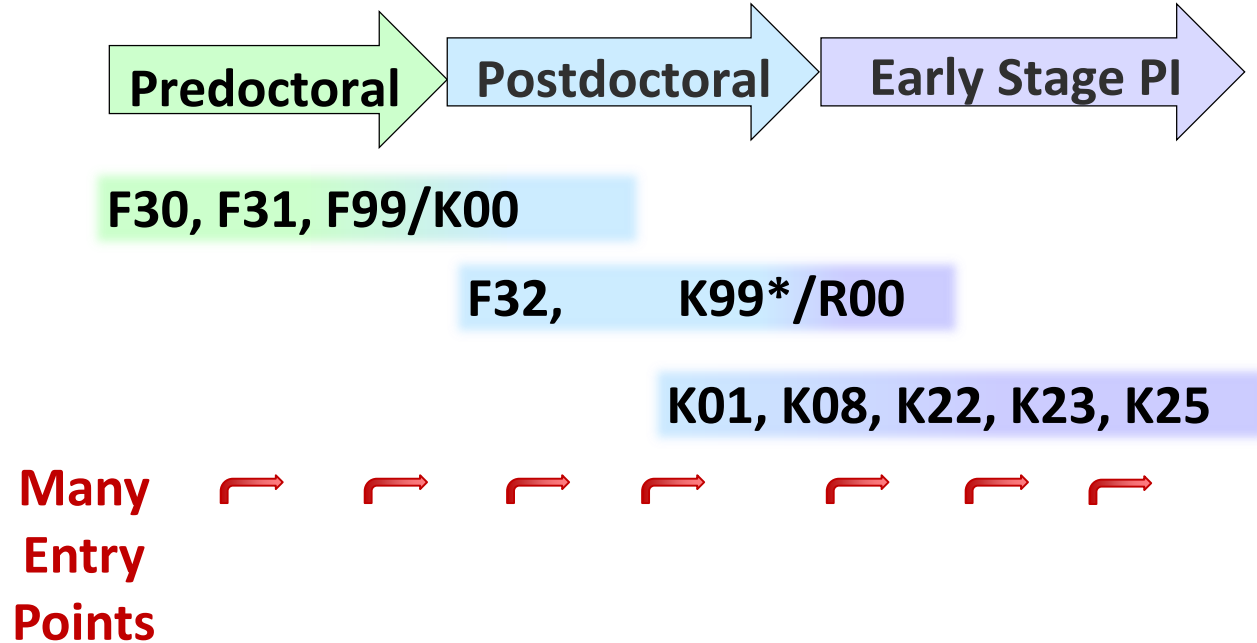 Predoctoral
Postdoctoral
Early Stage PI
F30, F31, F99/K00
F32, K99*/R00
K01, K08, K22, K23, K25
Many
Entry
Points